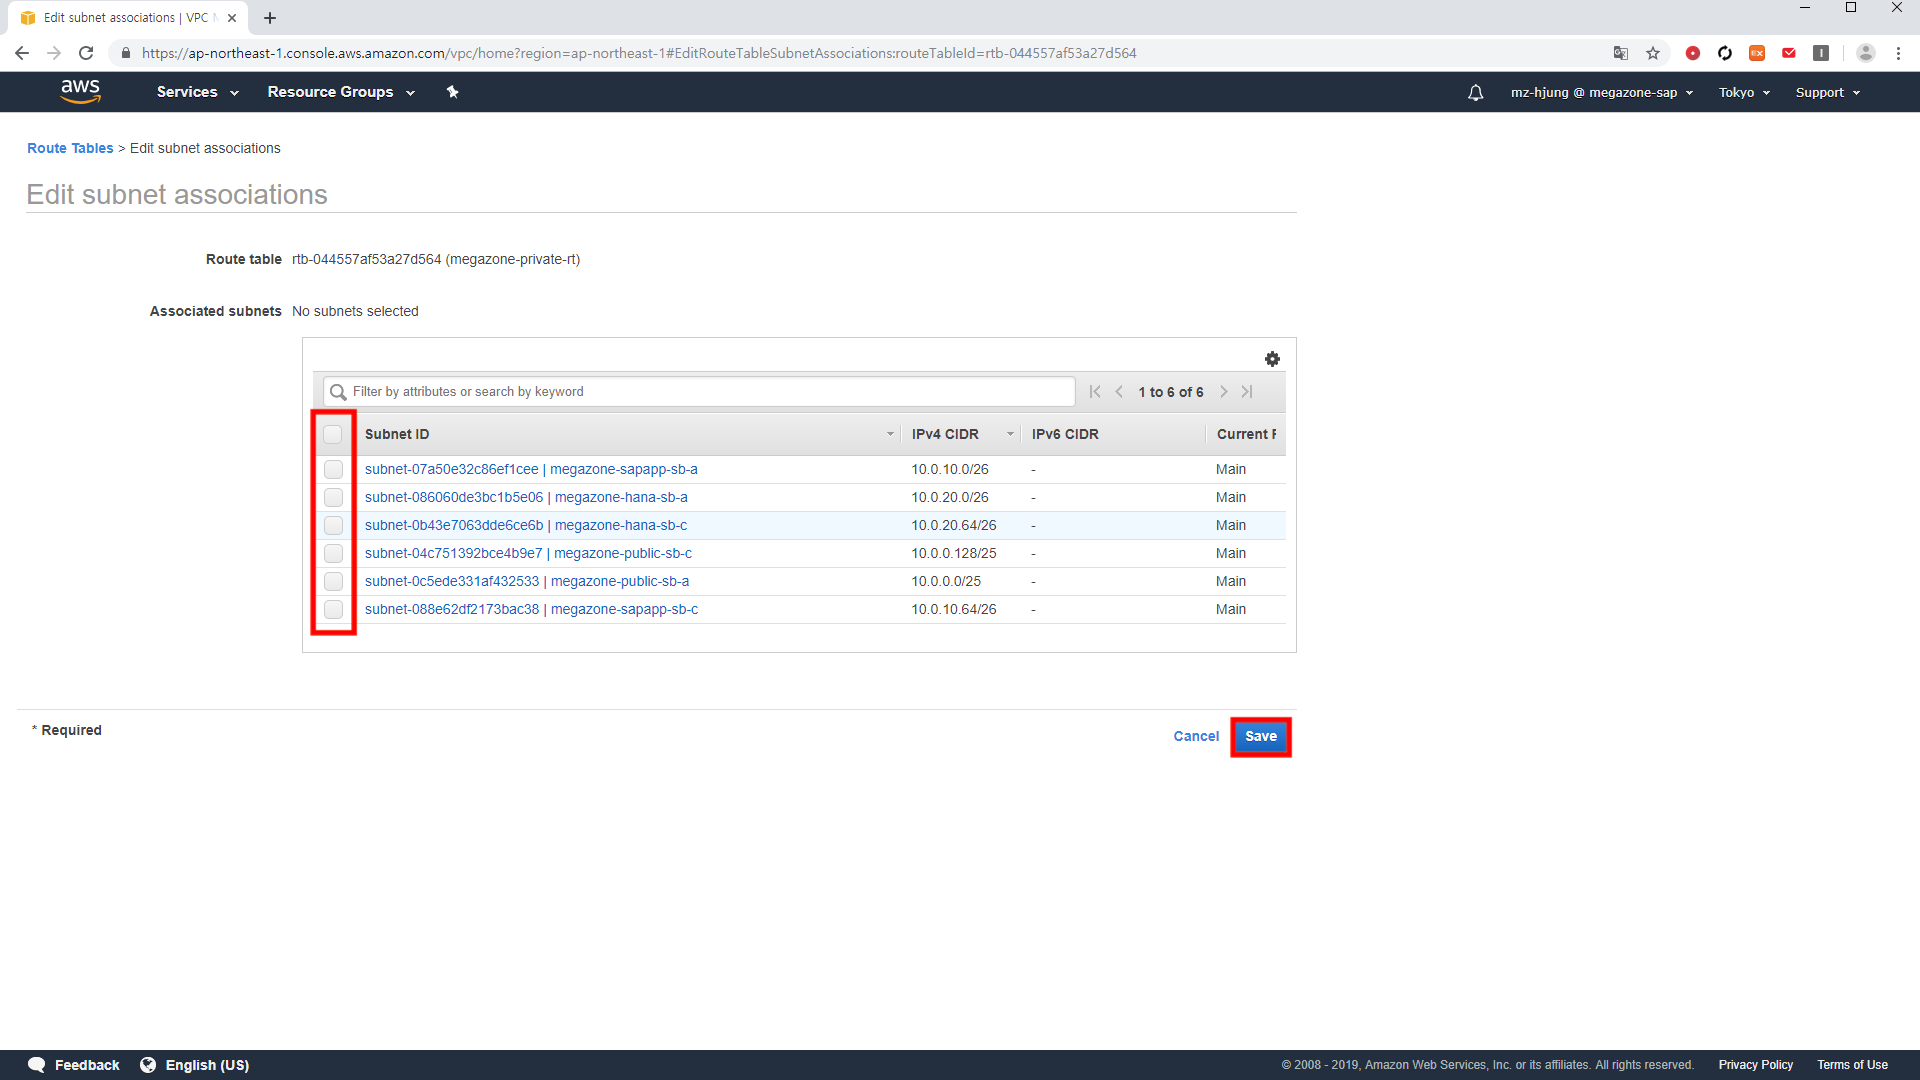 Edit subnet associations | VPC M
https://ap-northeast-1.console.aws.amazon.com/vpc/home?region=ap-northeast-1#EditRouteTableSubnetAssociations:routeTableId=rtb-044557af53a27d564
aws Services Resource Groups mz-hjung @ megazone-sap Tokyo Support
Route Tables > Edit subnet associations
Edit subnet associations
Route table rtb-044557af53a27d564 (megazone-private-rt)
Associated subnets No subnets selected
Filter by attributes or search by keyword 1 to 6 of 6
Subnet ID IPv4 CIDR IPv6 CIDR Current R
subnet-07a50e32c86ef1cee | megazone-sapapp-sb-a 10.0.10.0/26 - Main
subnet-086060de3bc1b5e06 | megazone-hana-sb-a 10.0.20.0/26 - Main
subnet-0b43e7063dde6ce6b | megazone-hana-sb-c 10.0.20.64/26 - Main
subnet-04c751392bce4b9e7 | megazone-public-sb-c 10.0.0.128/25 - Main
subnet-0c5ede331af432533 | megazone-public-sb-a 10.0.0.0/25 - Main
subnet-088e62df2173bac38 | megazone-sapapp-sb-c 10.0.10.64/26 - Main
* Required Cancel Save
Feedback English (US) © 2008 - 2019, Amazon Web Services, Inc. or its affiliates. All rights reserved. Privacy Policy Terms of Use